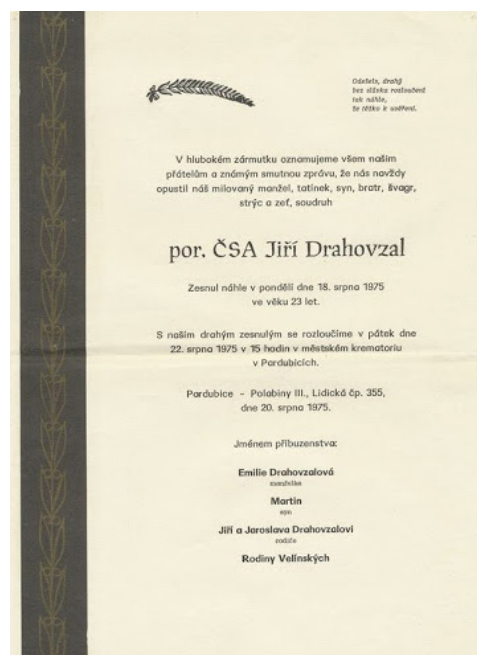 Odešels, drahý
bez slůvka rozloučení
tak náhle,
že těžko k uvěření.
V hlubokém zármutku oznamujeme všem našim
přátelům a známým smutnou zprávu, že nás navždy
opustil náš milovaný manžel, tatínek, syn, bratr, švagr,
strýc a zeť, soudruh
por. ČSA Jiří Drahovzal
Zesnul náhle v pondělí dne 18. srpna 1975
ve věku 23 let.
S naším drahým zesnulým se rozloučíme v pátek dne
22. srpna 1975 v 15 hodin v městském krematoriu
v Pardubicích.
Pardubice – Polabiny III., Lidická čp. 355,
dne 20. srpna 1975.
Jménem příbuzenstva:
Emilie Drahovzalová
manželka
Martin
syn
Jiří a Jaroslava Drahovzalovi
rodiče
Rodiny Velínských